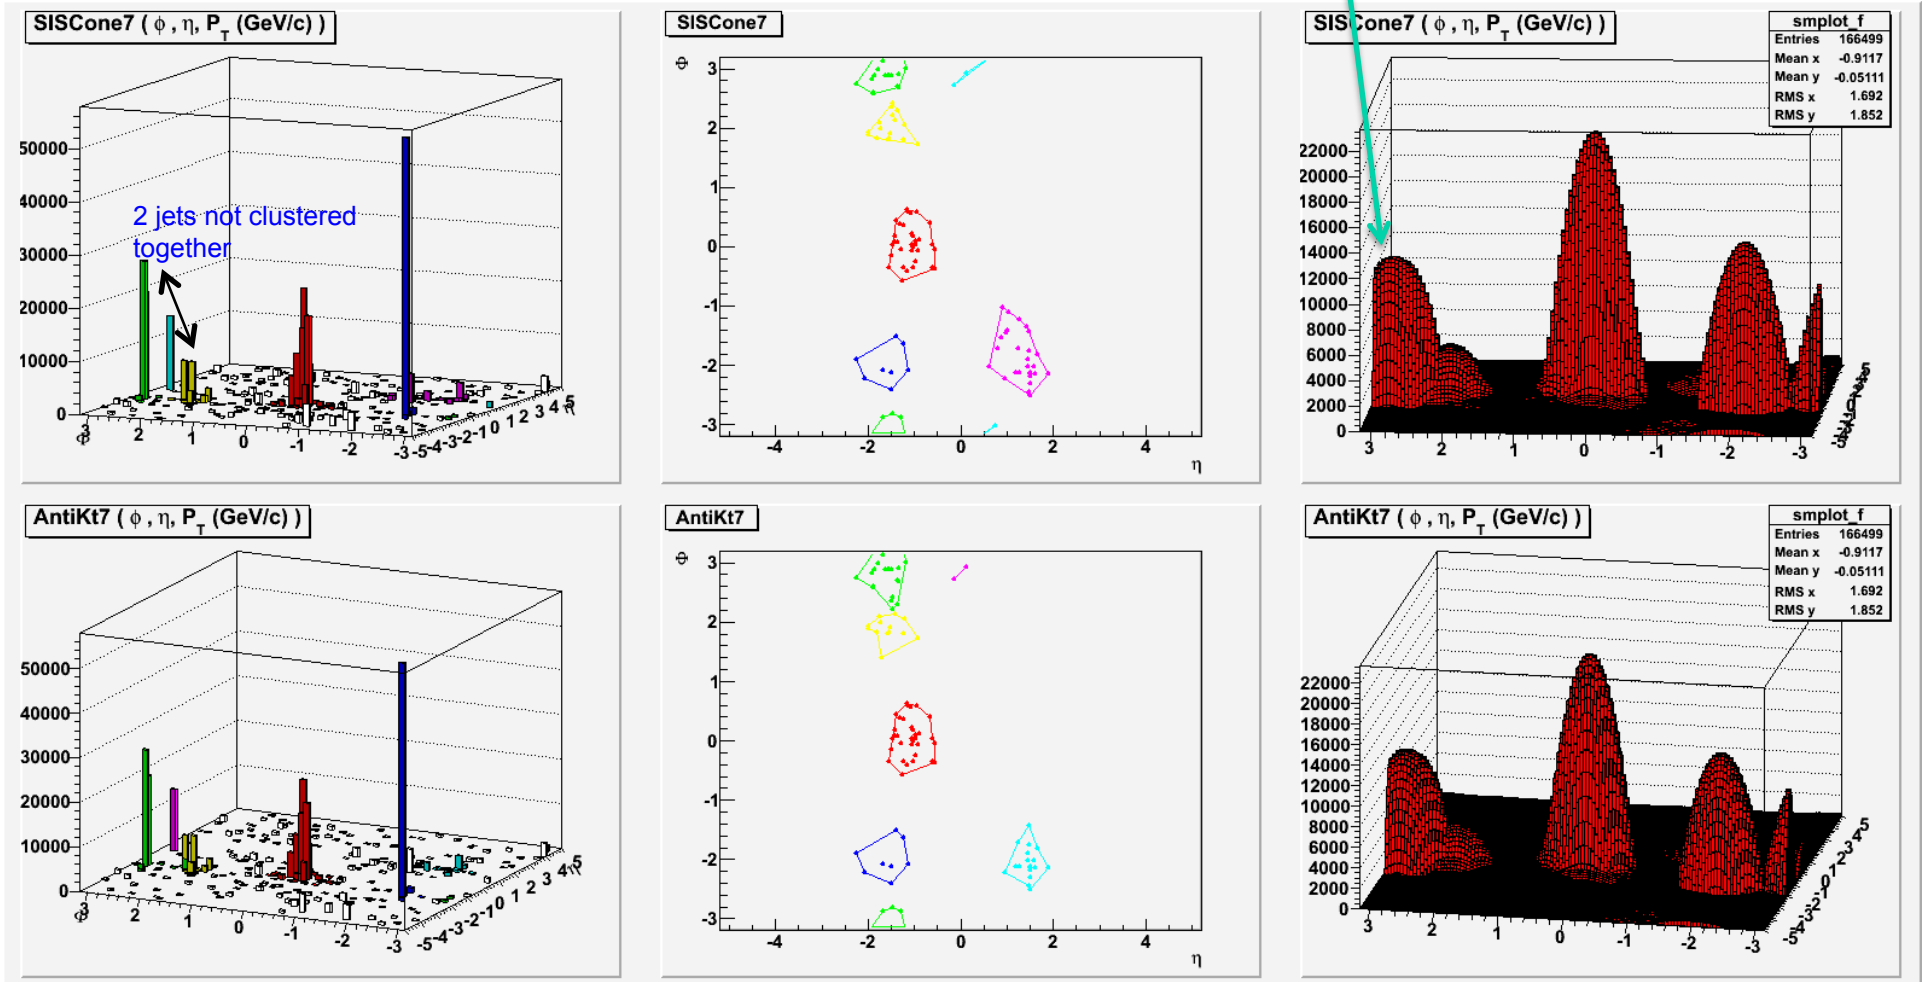 SISCone7 ( ϕ , η, P_T (GeV/c) )
50000
40000
30000
20000
10000
0
2 jets not clustered
together
3 2 1 0 -1 -2 -3
Φ
-5 -4 -3 -2 -1 0 1 2 3 4 5
η
SISCone7
Φ
3
2
1
0
-1
-2
-3
-4 -2 0 2 4
η
SISCone7 ( ϕ , η, P_T (GeV/c) )
smplot_f
Entries 166499
Mean x -0.9117
Mean y -0.05111
RMS x 1.692
RMS y 1.852
22000
20000
18000
16000
14000
12000
10000
8000
6000
4000
2000
0
3 2 1 0 -1 -2 -3
AntiKt7 ( ϕ , η, P_T (GeV/c) )
50000
40000
30000
20000
10000
0
3 2 1 0 -1 -2 -3
Φ
-5 -4 -3 -2 -1 0 1 2 3 4 5
η
AntiKt7
Φ
3
2
1
0
-1
-2
-3
-4 -2 0 2 4
η
AntiKt7 ( ϕ , η, P_T (GeV/c) )
smplot_f
Entries 166499
Mean x -0.9117
Mean y -0.05111
RMS x 1.692
RMS y 1.852
22000
20000
18000
16000
14000
12000
10000
8000
6000
4000
2000
0
3 2 1 0 -1 -2 -3